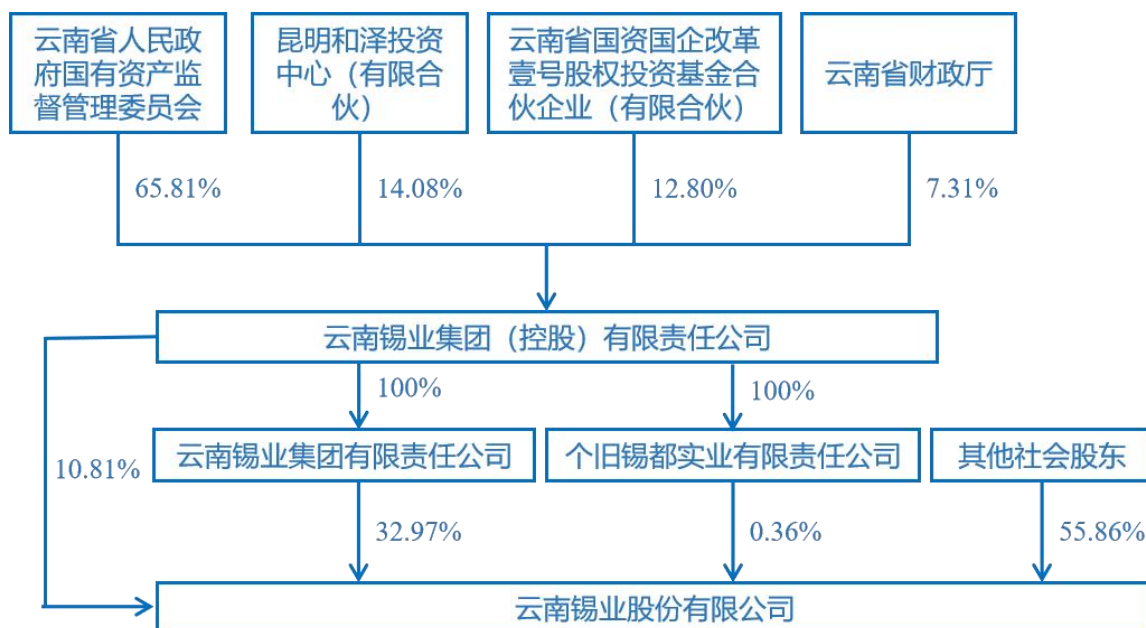 云南省人民政
府国有资产监
督管理委员会
昆明和泽投资
中心（有限合
伙）
云南省国资国企改革
壹号股权投资基金合
伙企业（有限合伙）
云南省财政厅
65.81%
14.08%
12.80%
7.31%
云南锡业集团（控股）有限责任公司
100%
100%
10.81%
云南锡业集团有限责任公司
个旧锡都实业有限责任公司
其他社会股东
32.97%
0.36%
55.86%
云南锡业股份有限公司